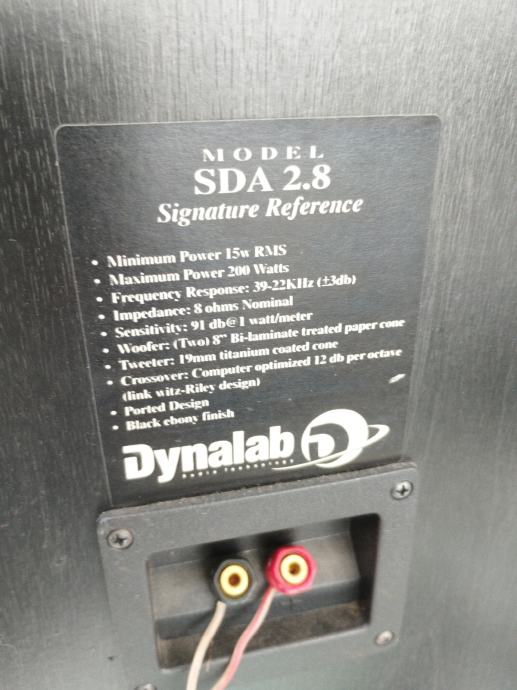 MODEL
SDA 2.8
Signature Reference
• Minimum Power 15w RMS
• Maximum Power 200 Watts
• Frequency Response: 39-22KHz (±3db)
• Impedance: 8 ohms Nominal
• Sensitivity: 91 db@1 watt/meter
• Woofer: (Two) 8" Bi-laminate treated paper cone
• Tweeter: 19mm titanium coated cone
• Crossover: Computer optimized 12 db per octave
(link witz-Riley design)
• Ported Design
• Black ebony finish
Dynalab
audio technology